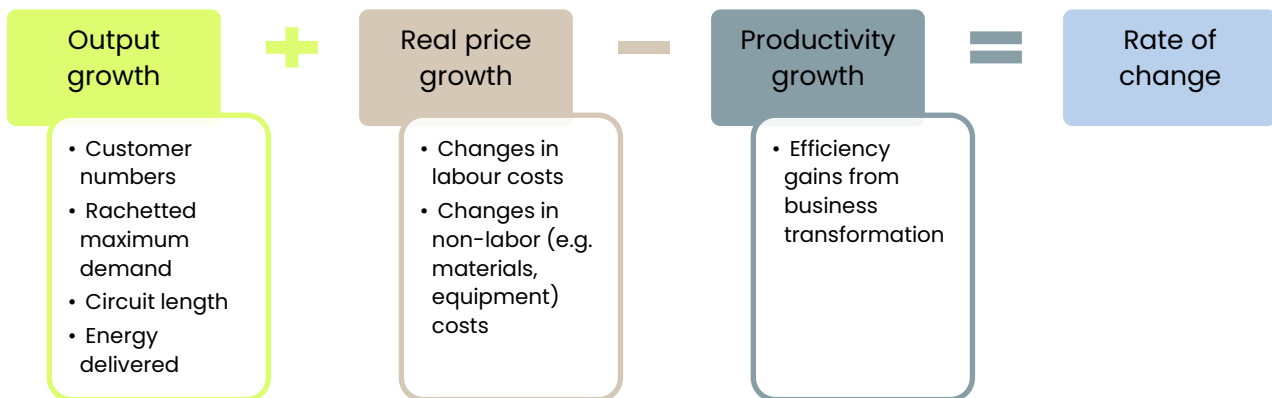 Output
growth
+
Real price
growth
−
Productivity
growth
=
Rate of
change
• Customer
numbers
• Rachetted
maximum
demand
• Circuit length
• Energy
delivered
• Changes in
labour costs
• Changes in
non-labor (e.g.
materials,
equipment)
costs
• Efficiency
gains from
business
transformation